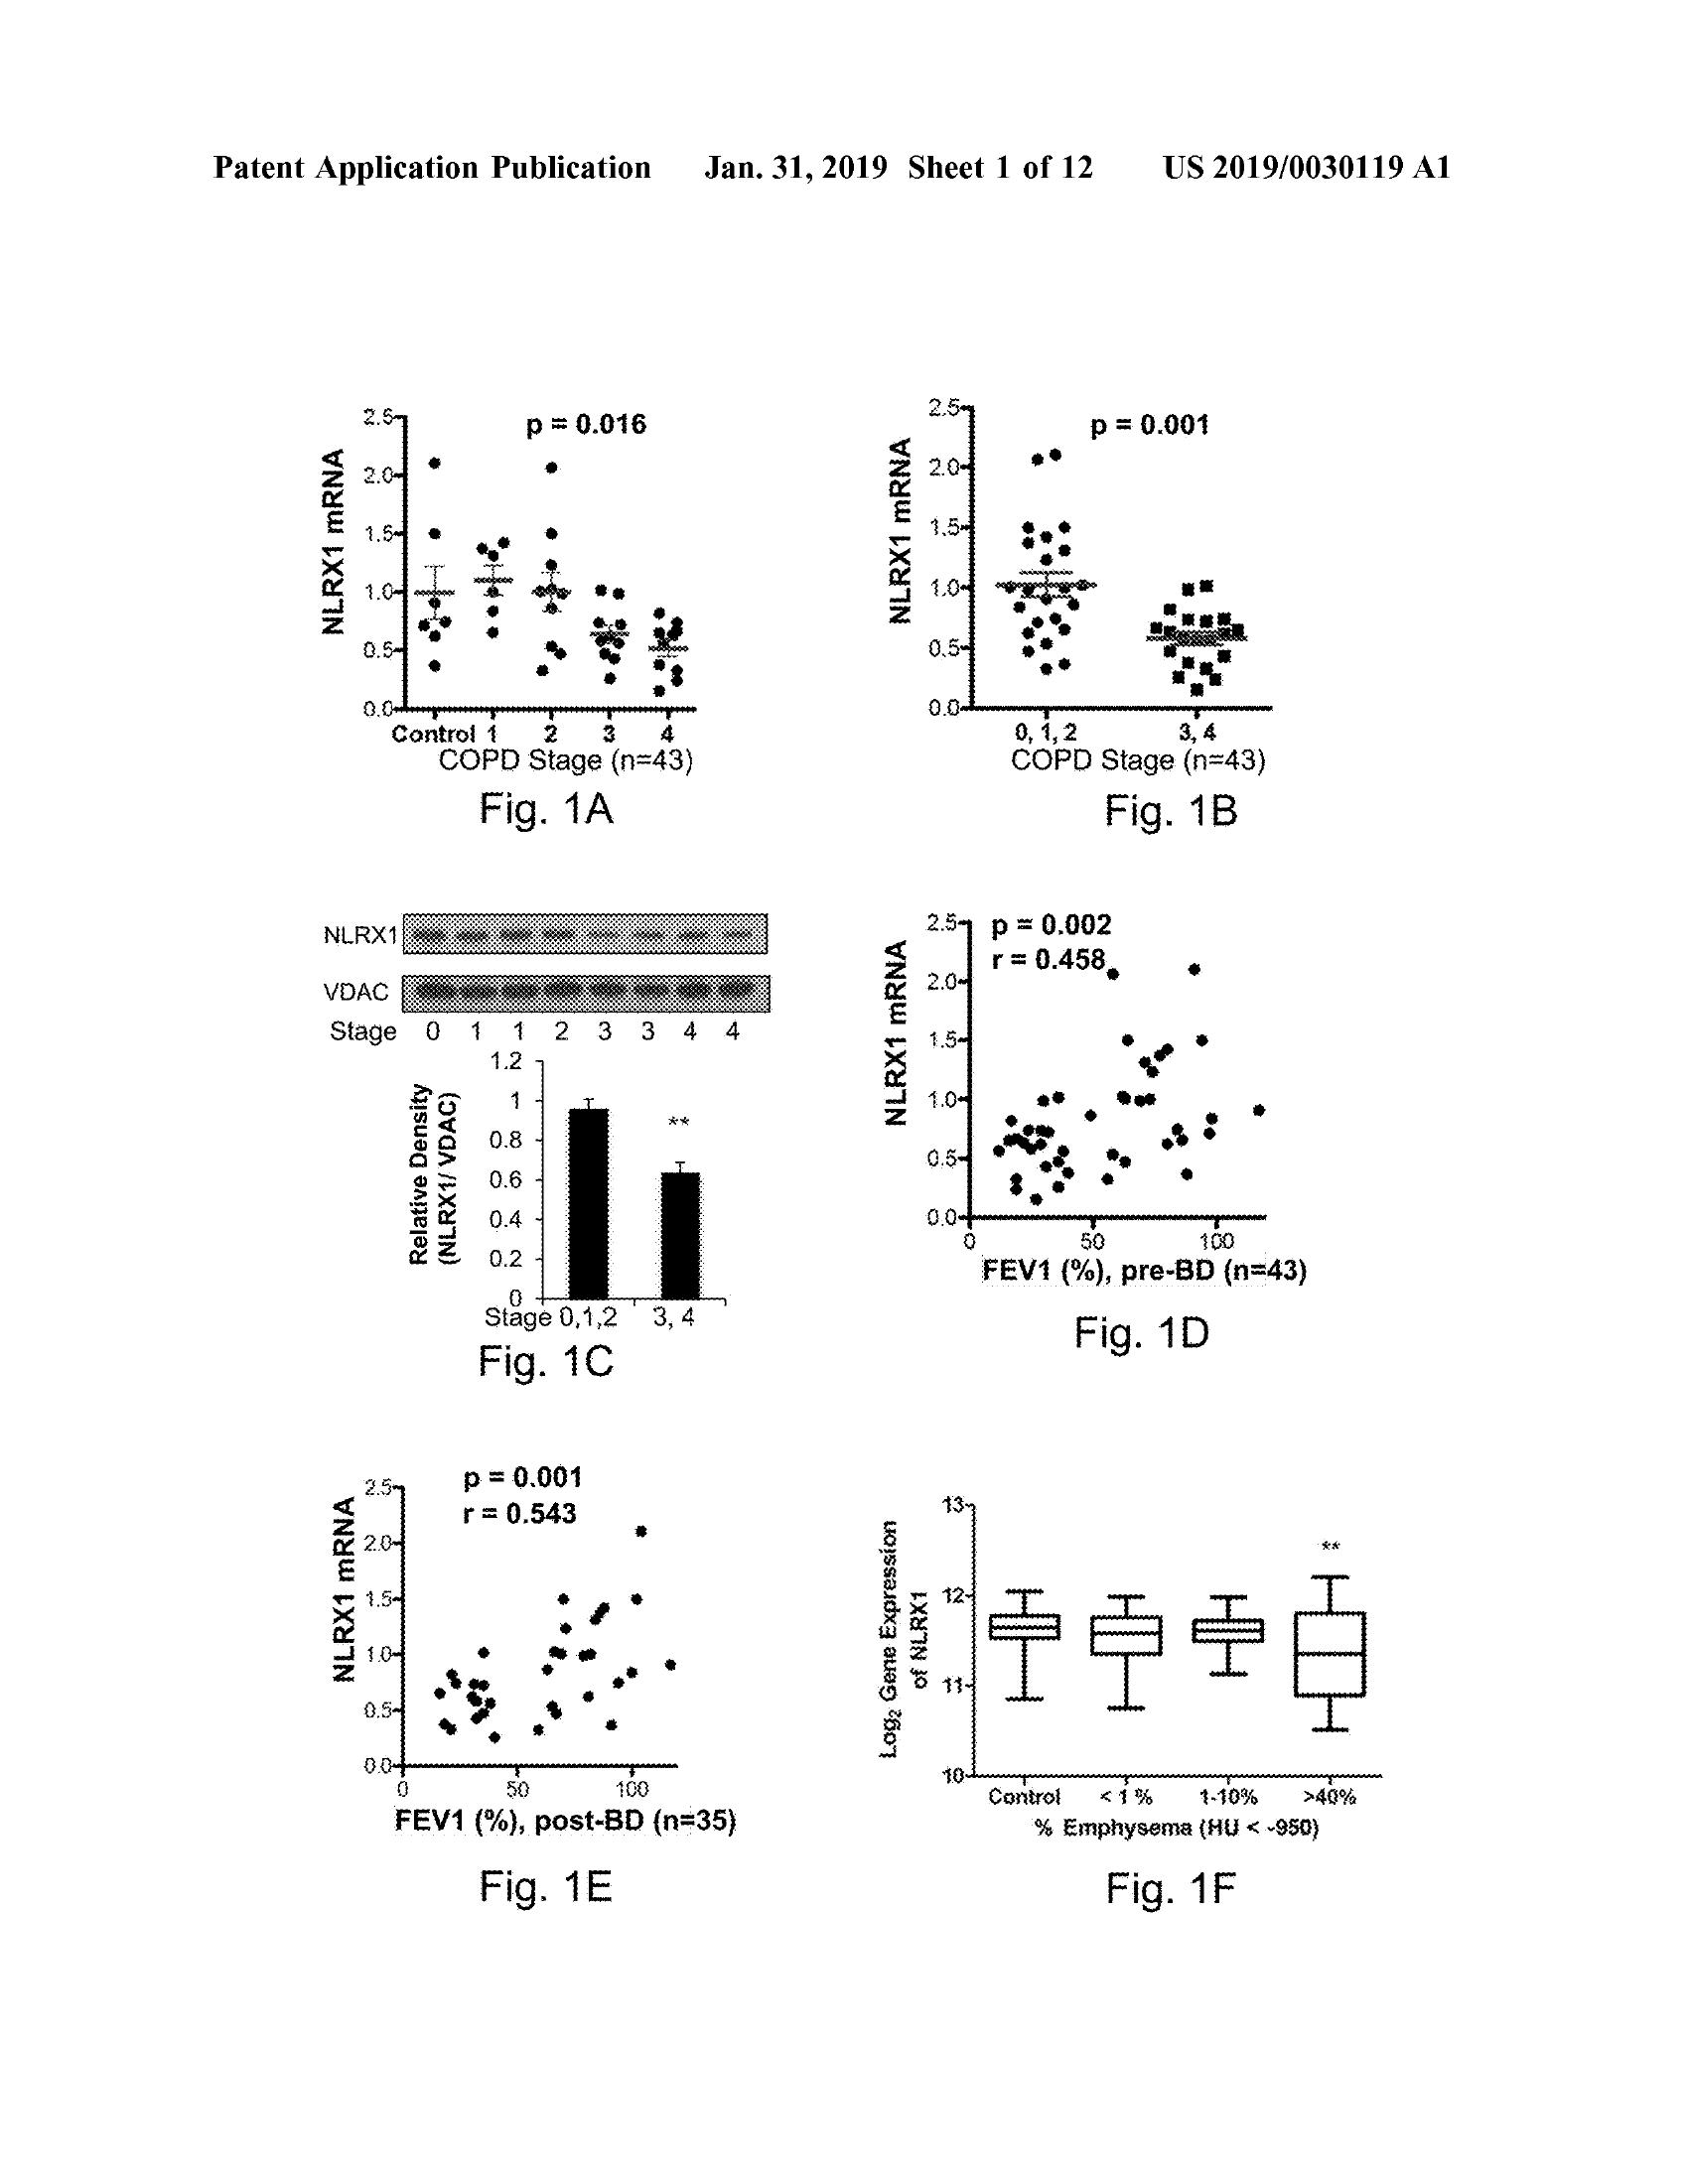 Patent Application Publication Jan. 31, 2019 Sheet 1 of 12 US 2019/0030119 A1
2.5
2.0
1.5
1.0
0.5
0.0
NLRX1 mRNA
p = 0.016
Control 1 2 3 4
COPD Stage (n=43)
Fig. 1A
2.5
2.0
1.5
1.0
0.5
0.0
NLRX1 mRNA
p = 0.001
0, 1, 2 3, 4
COPD Stage (n=43)
Fig. 1B
NLRX1
VDAC
Stage 0 1 1 2 3 3 4 4
1.2
1
0.8
0.6
0.4
0.2
0
Relative Density
(NLRX1/ VDAC)
**
Stage 0,1,2 3, 4
Fig. 1C
2.5
2.0
1.5
1.0
0.5
0.0
NLRX1 mRNA
p = 0.002
r = 0.458
0 50 100
FEV1 (%), pre-BD (n=43)
Fig. 1D
2.5
2.0
1.5
1.0
0.5
0.0
NLRX1 mRNA
p = 0.001
r = 0.543
0 50 100
FEV1 (%), post-BD (n=35)
Fig. 1E
13
12
11
10
Log2 Gene Expression
of NLRX1
**
Control < 1 % 1-10% >40%
% Emphysema (HU < -950)
Fig. 1F